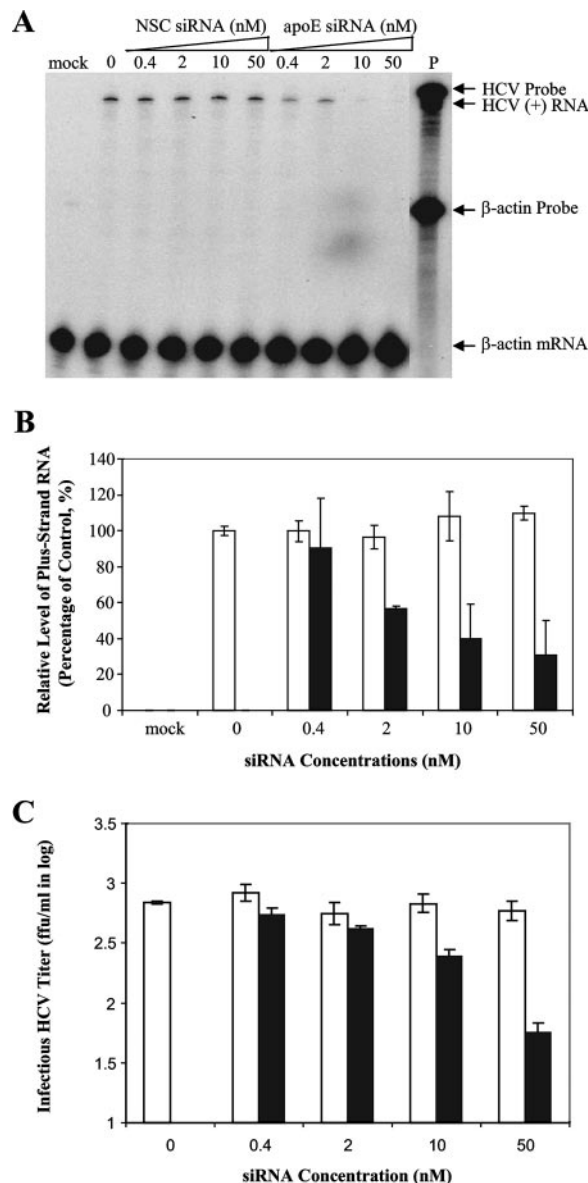 A
NSC siRNA (nM) apoE siRNA (nM)
mock 0 0.4 2 10 50 0.4 2 10 50 P
HCV Probe
HCV (+) RNA
β-actin Probe
β-actin mRNA
B
Relative Level of Plus-Strand RNA
(Percentage of Control, %)
140
120
100
80
60
40
20
0
mock 0 0.4 2 10 50
siRNA Concentrations (nM)
C
Infectious HCV Titer (ffu/ml in log)
3.5
3
2.5
2
1.5
1
0 0.4 2 10 50
siRNA Concentration (nM)